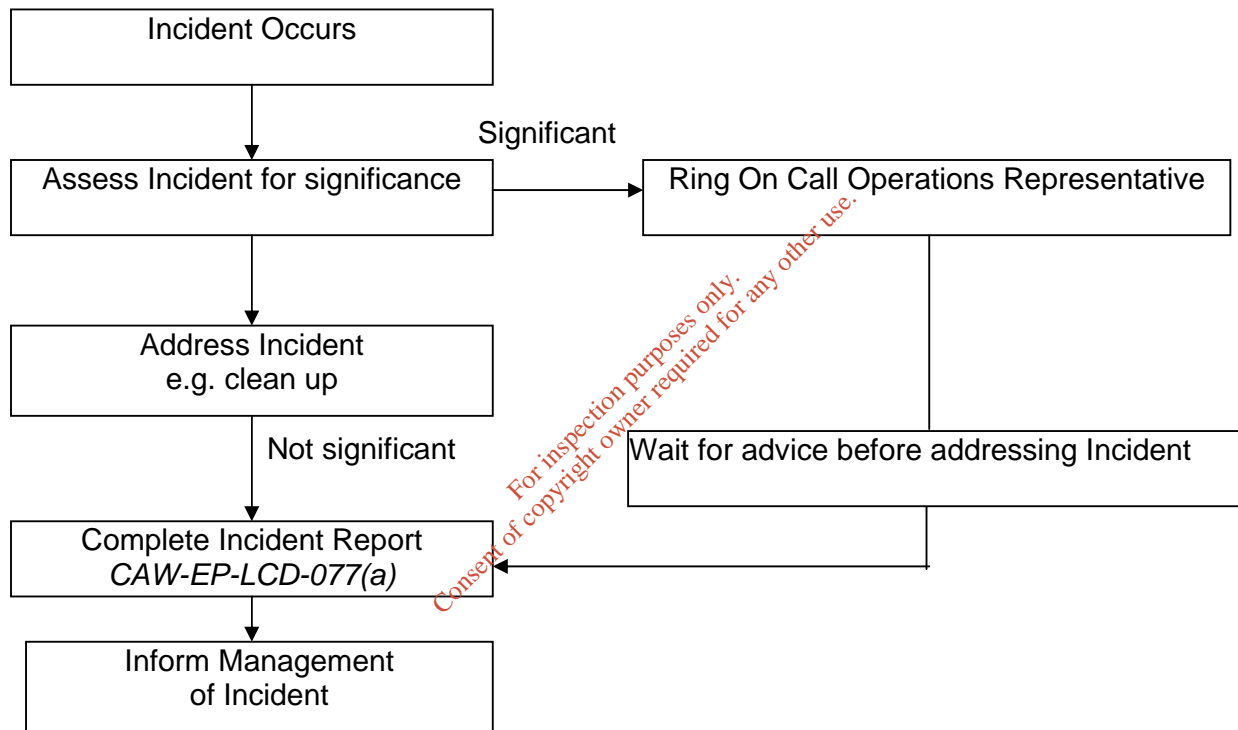 Incident Occurs
Significant
Assess Incident for significance
Ring On Call Operations Representative
Address Incident
e.g. clean up
Not significant
Wait for advice before addressing Incident
Complete Incident Report
CAW-EP-LCD-077(a)
Inform Management
of Incident
For inspection purposes only.
Consent of copyright owner required for any other use.